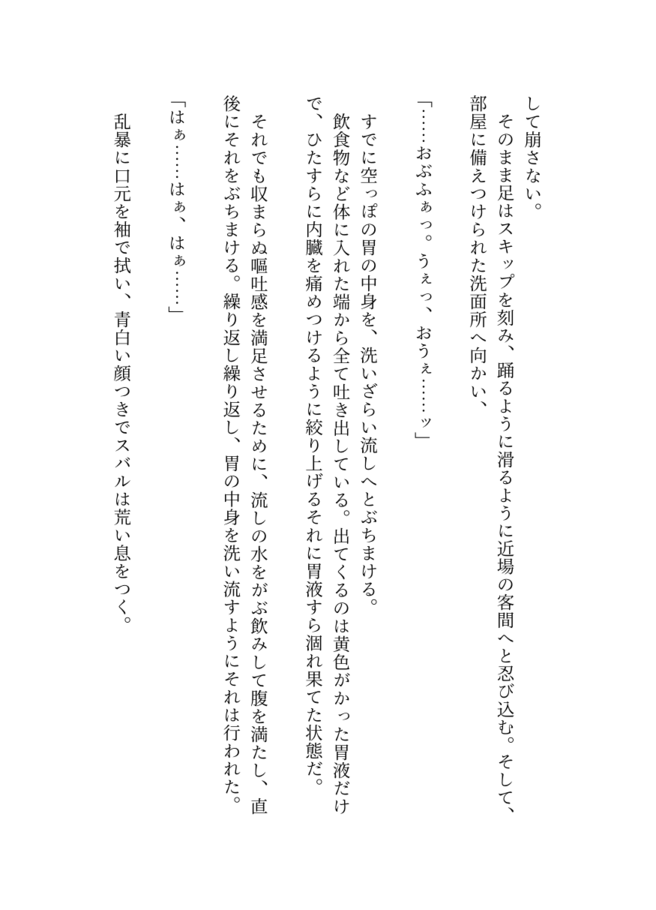 して崩さない。
そのまま足はスキップを刻み、踊るように滑るように近場の客間へと忍び込む。そして、
部屋に備えつけられた洗面所へ向かい、
「……おぶふぁっ。うぇっ、おうぇ……ッ」
すでに空っぽの胃の中身を、洗いざらい流しへとぶちまける。
飲食物など体に入れた端から全て吐き出している。出てくるのは黄色がかった胃液だけ
で、ひたすらに内臓を痛めつけるように絞り上げるそれに胃液すら涸れ果てた状態だ。
それでも収まらぬ嘔吐感を満足させるために、流しの水をがぶ飲みして腹を満たし、直
後にそれをぶちまける。繰り返し繰り返し、胃の中身を洗い流すようにそれは行われた。
「はぁ……はぁ、はぁ……」
乱暴に口元を袖で拭い、青白い顔つきでスバルは荒い息をつく。